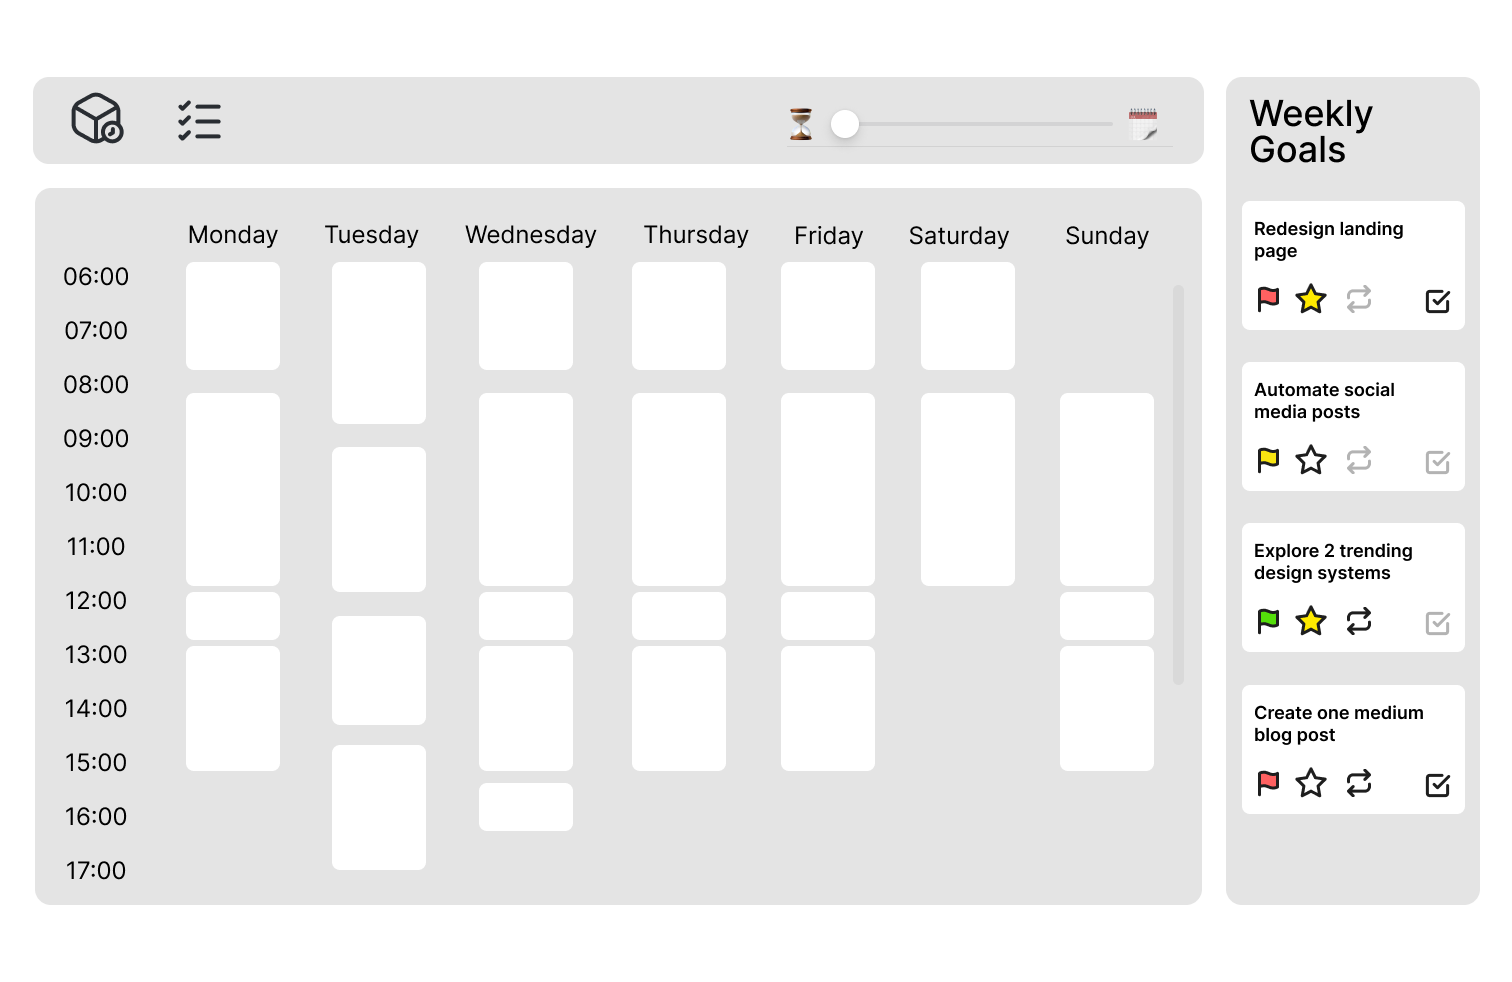 Weekly
Goals
Monday
Tuesday
Wednesday
Thursday
Friday
Saturday
Sunday
06:00
07:00
08:00
09:00
10:00
11:00
12:00
13:00
14:00
15:00
16:00
17:00
Redesign landing
page
Automate social
media posts
Explore 2 trending
design systems
Create one medium
blog post